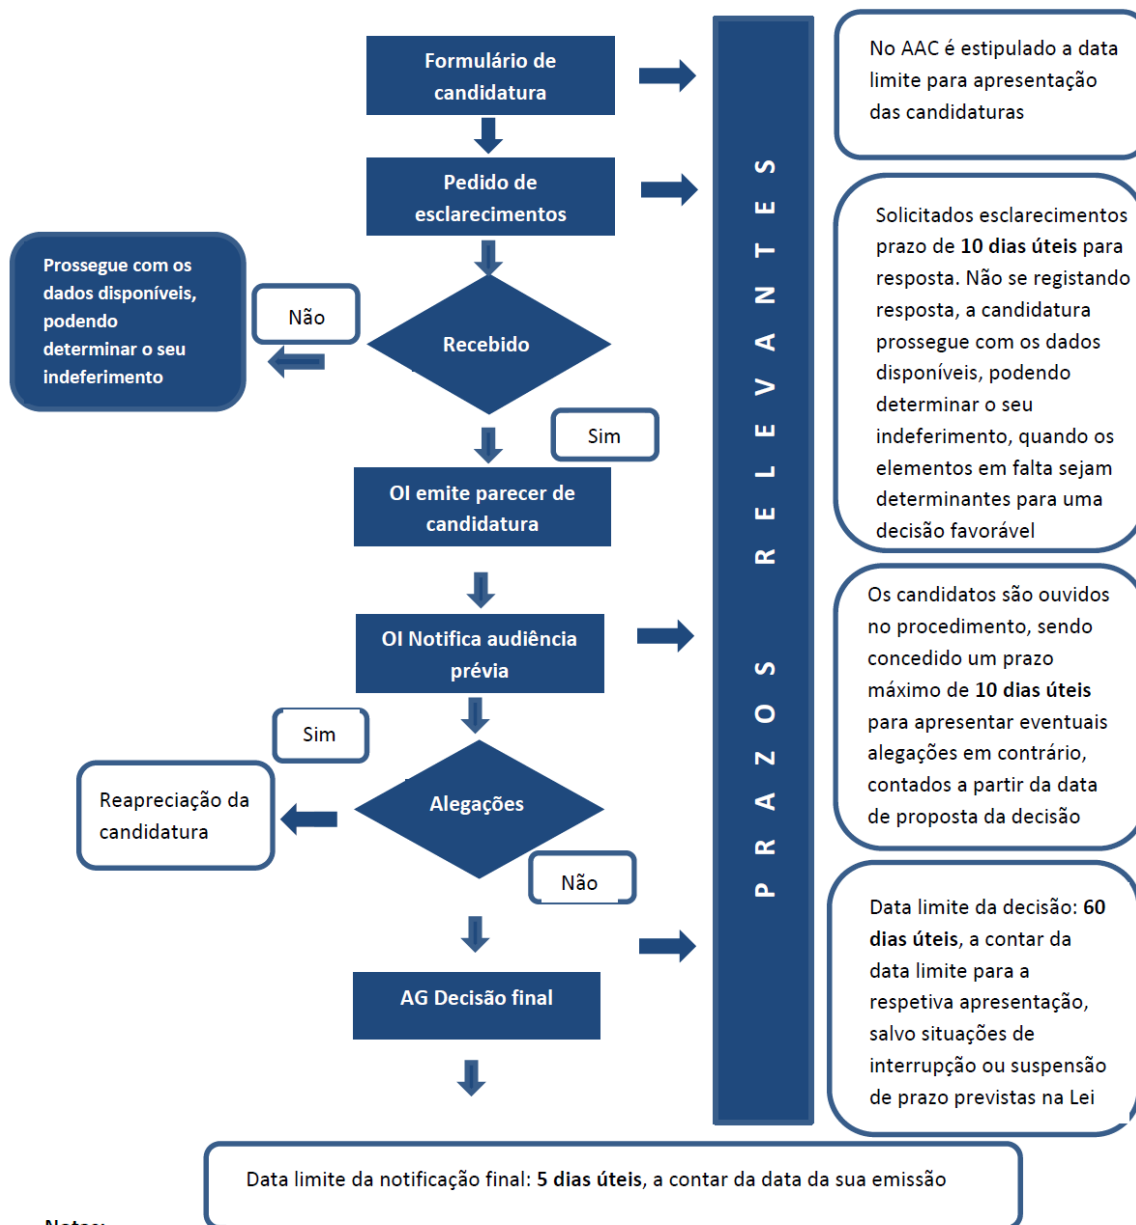 Formulário de
candidatura
No AAC é estipulado a data
limite para apresentação
das candidaturas
Pedido de
esclarecimentos
Solicitados esclarecimentos
prazo de 10 dias úteis para
resposta. Não se registando
resposta, a candidatura
prossegue com os dados
disponíveis, podendo
determinar o seu
indeferimento, quando os
elementos em falta sejam
determinantes para uma
decisão favorável
Recebido
Não
Prossegue com os
dados disponíveis,
podendo
determinar o seu
indeferimento
Sim
OI emite parecer de
candidatura
OI Notifica audiência
prévia
Os candidatos são ouvidos
no procedimento, sendo
concedido um prazo
máximo de 10 dias úteis
para apresentar eventuais
alegações em contrário,
contados a partir da data
de proposta da decisão
Alegações
Sim
Reapreciação da
candidatura
Não
AG Decisão final
Data limite da decisão: 60
dias úteis, a contar da
data limite para a
respetiva apresentação,
salvo situações de
interrupção ou suspensão
de prazo previstas na Lei
PRAZOS RELEVANTES
Data limite da notificação final: 5 dias úteis, a contar da data da sua emissão